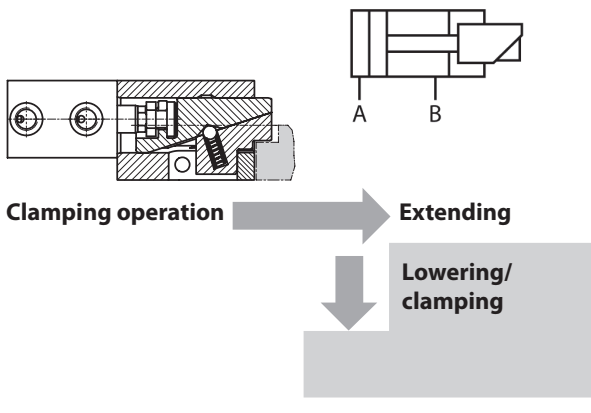 A B
Clamping operation
Extending
Lowering/
clamping